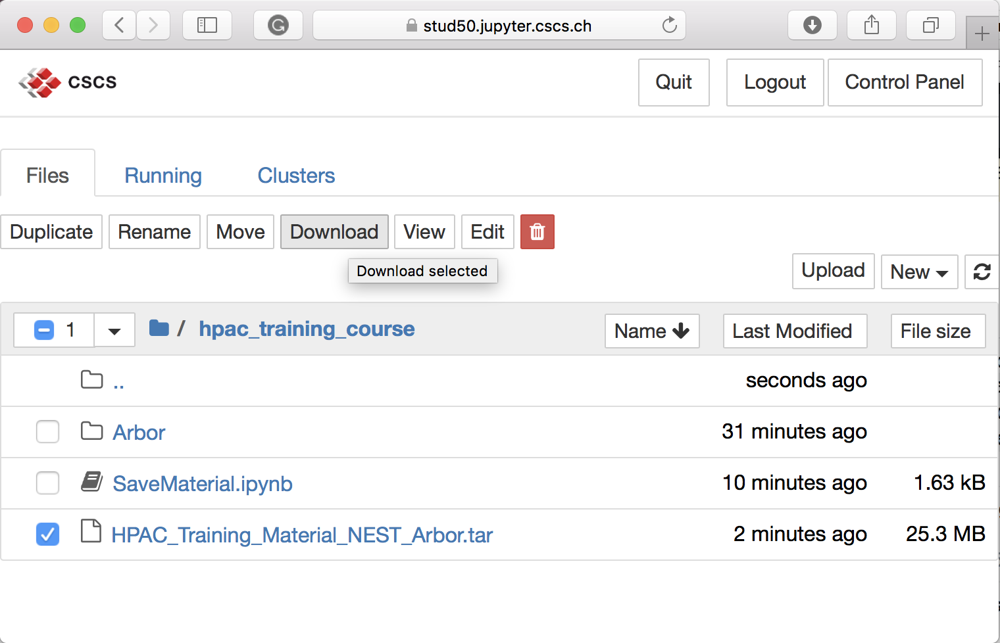 stud50.jupyter.cscs.ch
cscs
Quit
Logout
Control Panel
Files
Running
Clusters
Duplicate
Rename
Move
Download
View
Edit
Download selected
Upload
New
1
/ hpac_training_course
Name
Last Modified
File size
..
seconds ago
Arbor
31 minutes ago
SaveMaterial.ipynb
10 minutes ago
1.63 kB
HPAC_Training_Material_NEST_Arbor.tar
2 minutes ago
25.3 MB